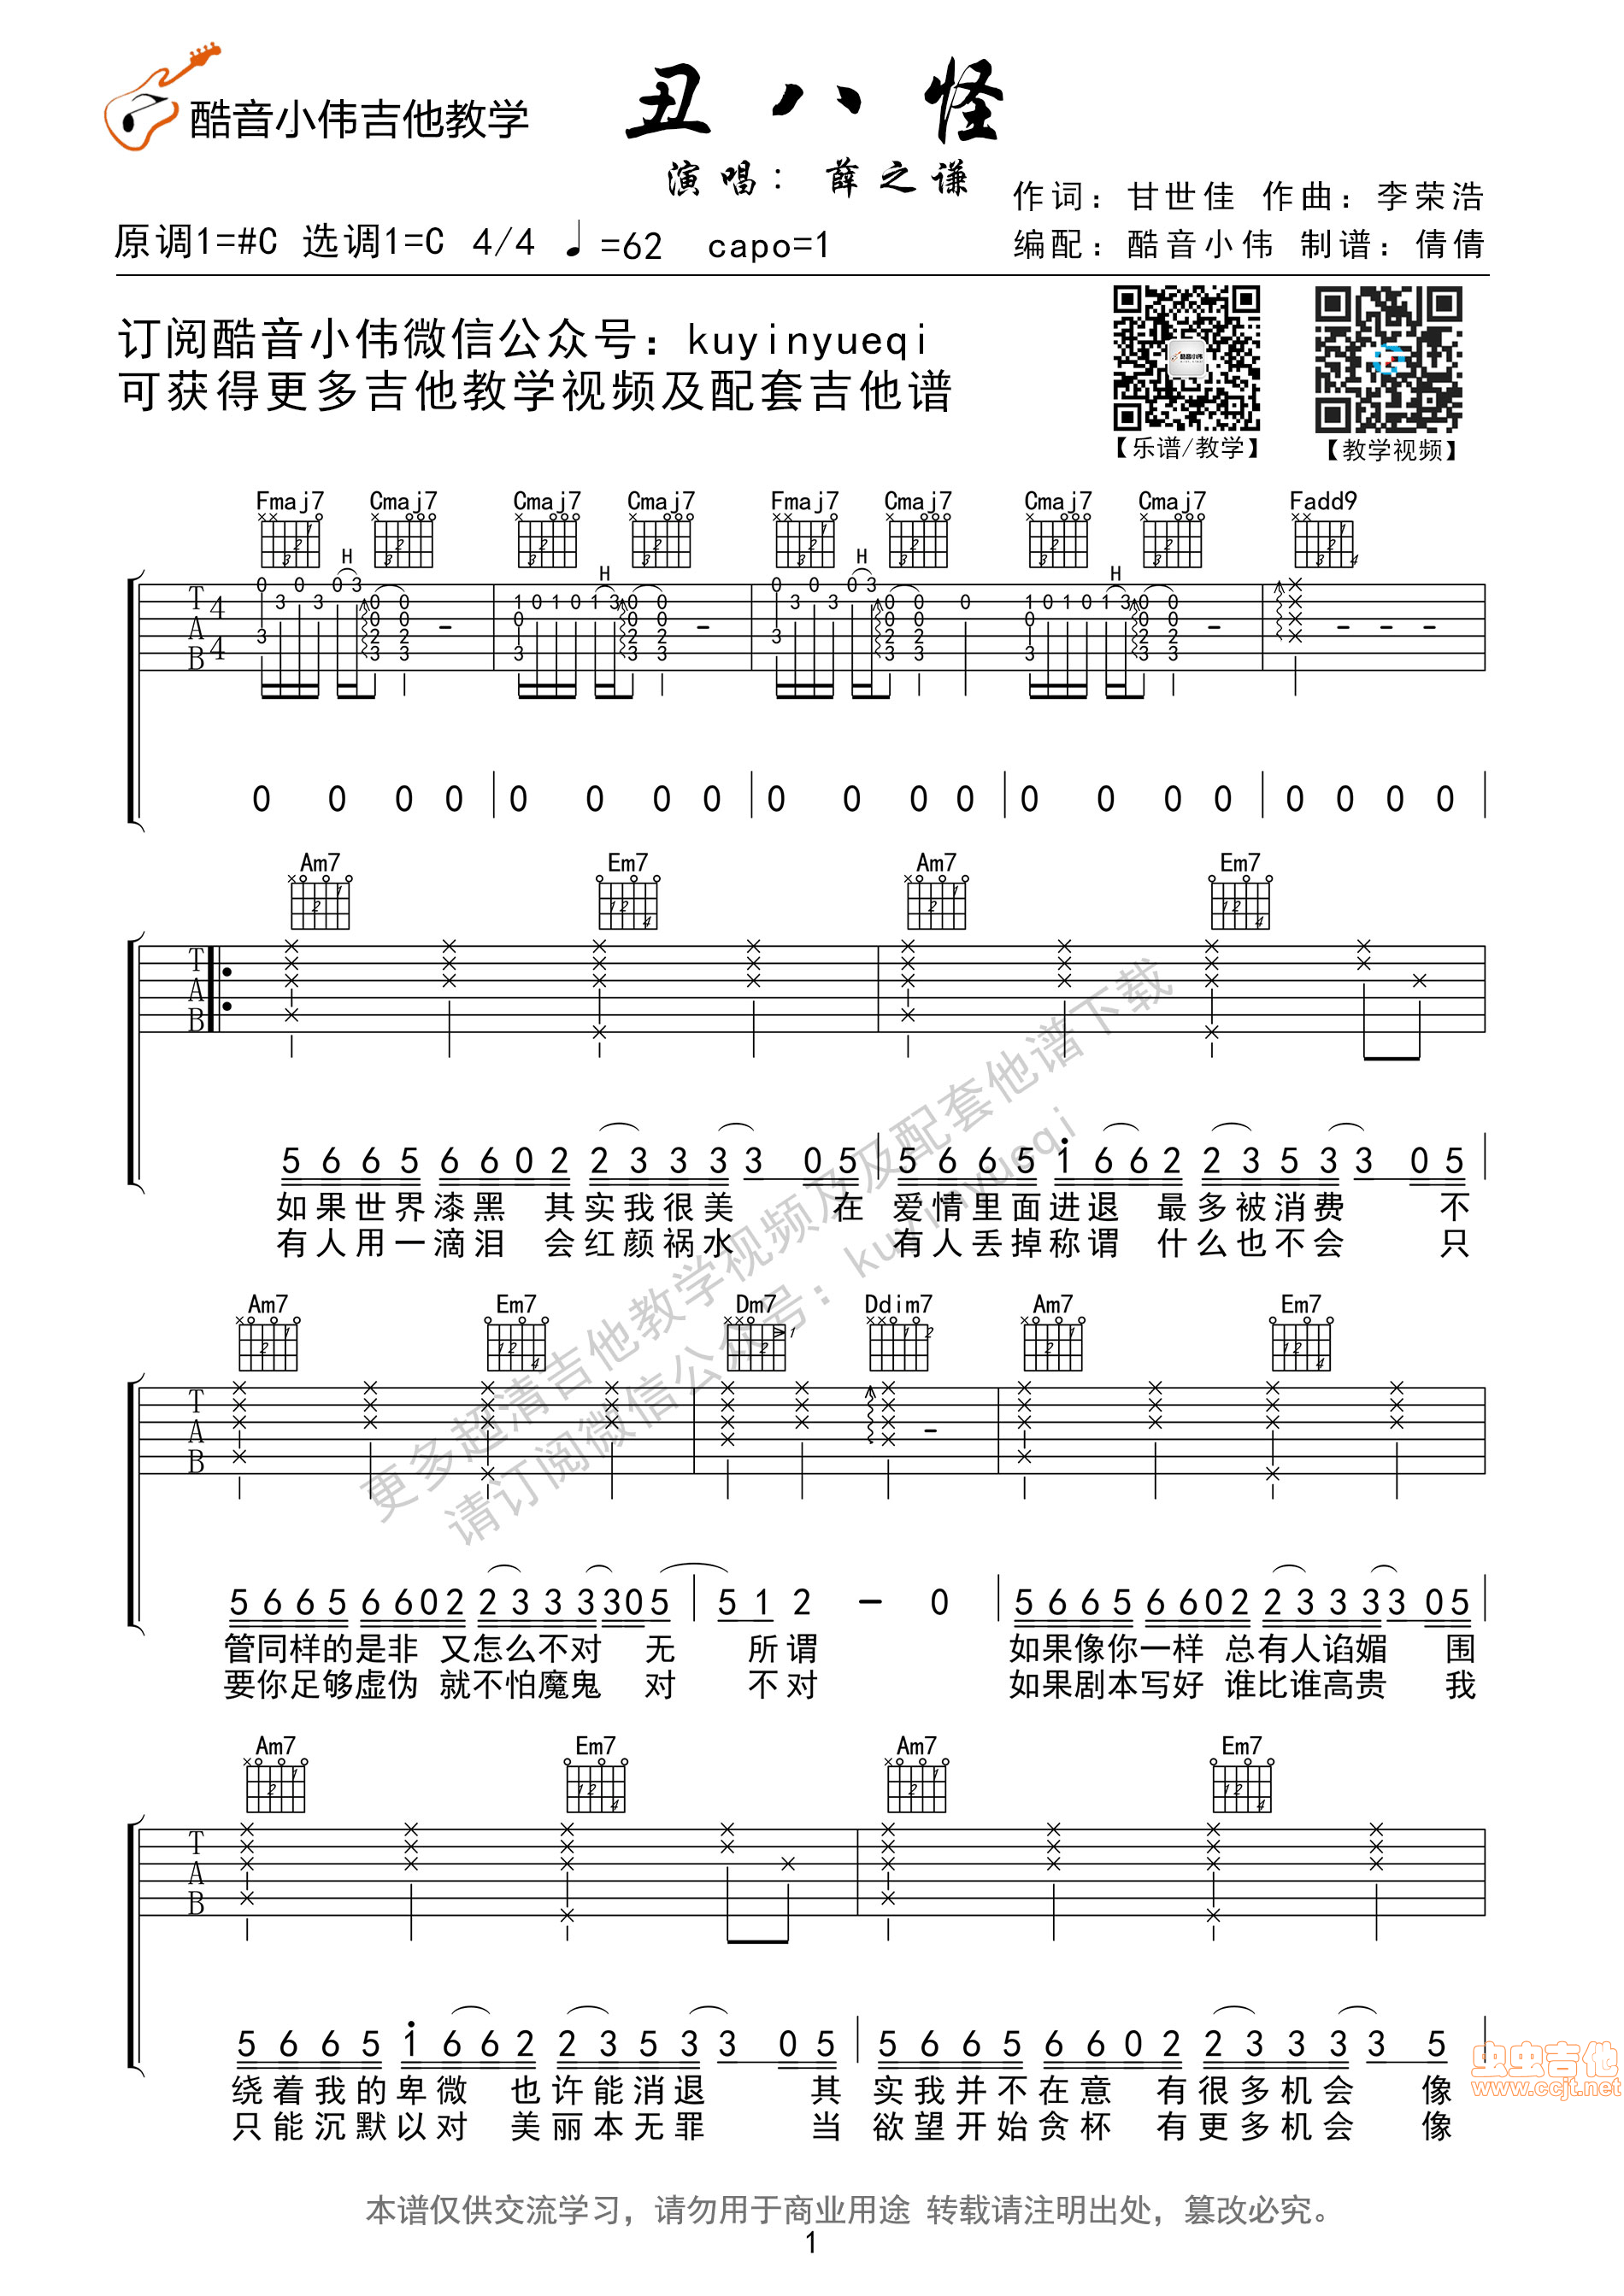 酷音小伟吉他教学
丑八怪
演唱：薛之谦
作词：甘世佳 作曲：李荣浩
原调1=#C 选调1=C 4/4 ♩=62 capo=1
编配：酷音小伟 制谱：倩倩
订阅酷音小伟微信公众号：kuyinyueqi
可获得更多吉他教学视频及配套吉他谱
酷音小伟
【乐谱/教学】 【教学视频】
Fmaj7 Cmaj7 Cmaj7 Cmaj7 Fmaj7 Cmaj7 Cmaj7 Cmaj7 Fadd9
H H H H
T A B 4/4
0 0 0 0 | 0 0 0 0 | 0 0 0 0 | 0 0 0 0 | 0 0 0 0
Am7 Em7 Am7 Em7
T A B
5 6 6 5 6 6 0 2 2 3 3 3 3 0 5 | 5 6 6 5 1 6 6 2 2 3 5 3 3 0 5
如果世界漆黑 其实我很美 在 爱情里面进退 最多被消费 不
有人用一滴泪 会红颜祸水 有人丢掉称谓 什么也不会 只
Am7 Em7 Dm7 Ddim7 Am7 Em7
T A B
5 6 6 5 6 6 0 2 2 3 3 3 3 0 5 | 5 1 2 - 0 | 5 6 6 5 6 6 0 2 2 3 3 3 3 0 5
管同样的是非 又怎么不对 无 所谓 如果像你一样 总有人谄媚 围
要你足够虚伪 就不怕魔鬼 对 不对 如果剧本写好 谁比谁高贵 我
Am7 Em7 Am7 Em7
T A B
5 6 6 5 1 6 6 2 2 3 5 3 3 0 5 | 5 6 6 5 6 6 0 2 2 3 3 3 3 5
绕着我的卑微 也许能消退 其 实我并不在意 有很多机会 像
只能沉默以对 美丽本无罪 当 欲望开始贪杯 有更多机会 像
更多超清吉他教学视频及及配套他谱下载
请订阅微信公众号：kuyinyueqi
虫虫吉他
www.ccjt.net
本谱仅供交流学习，请勿用于商业用途 转载请注明出处，篡改必究。
1